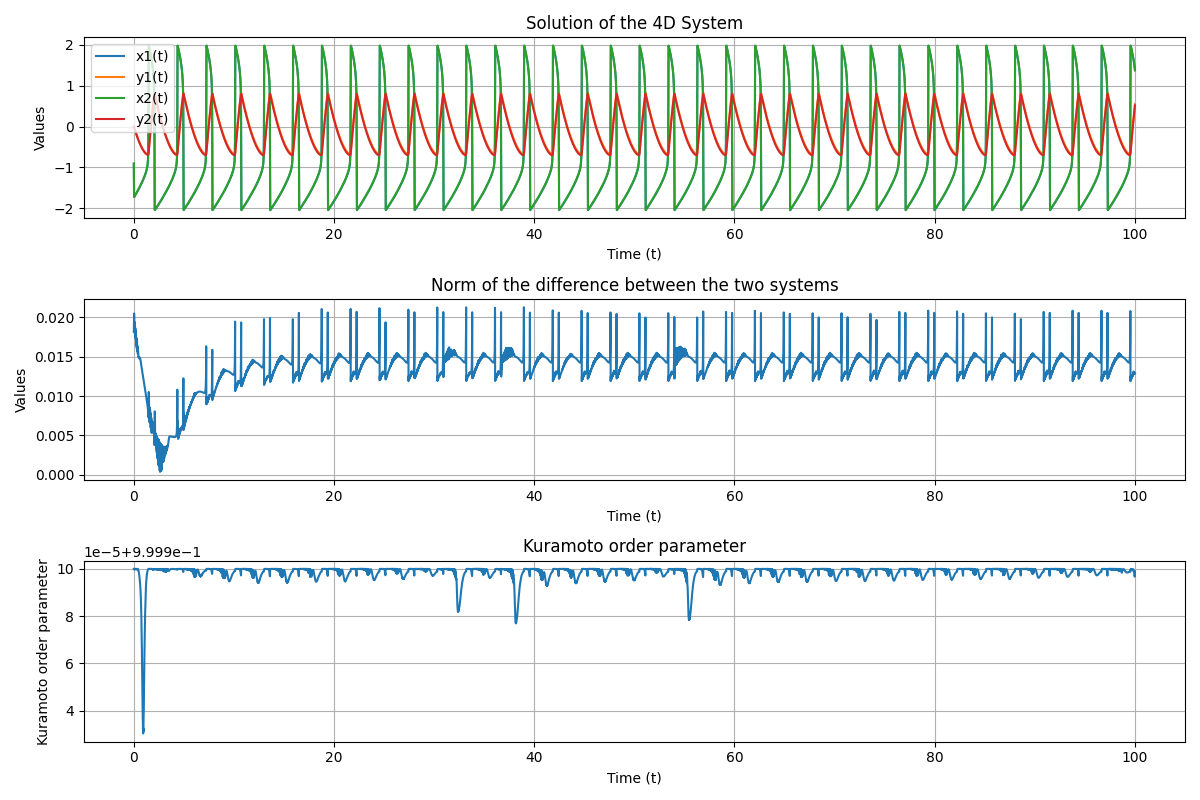 Solution of the 4D System
2
1
0
−1
−2
Values
x1(t)
y1(t)
x2(t)
y2(t)
0 20 40 60 80 100
Time (t)
Norm of the difference between the two systems
0.020
0.015
0.010
0.005
0.000
Values
0 20 40 60 80 100
Time (t)
Kuramoto order parameter
1e−5+9.999e−1
10
8
6
4
Kuramoto order parameter
0 20 40 60 80 100
Time (t)